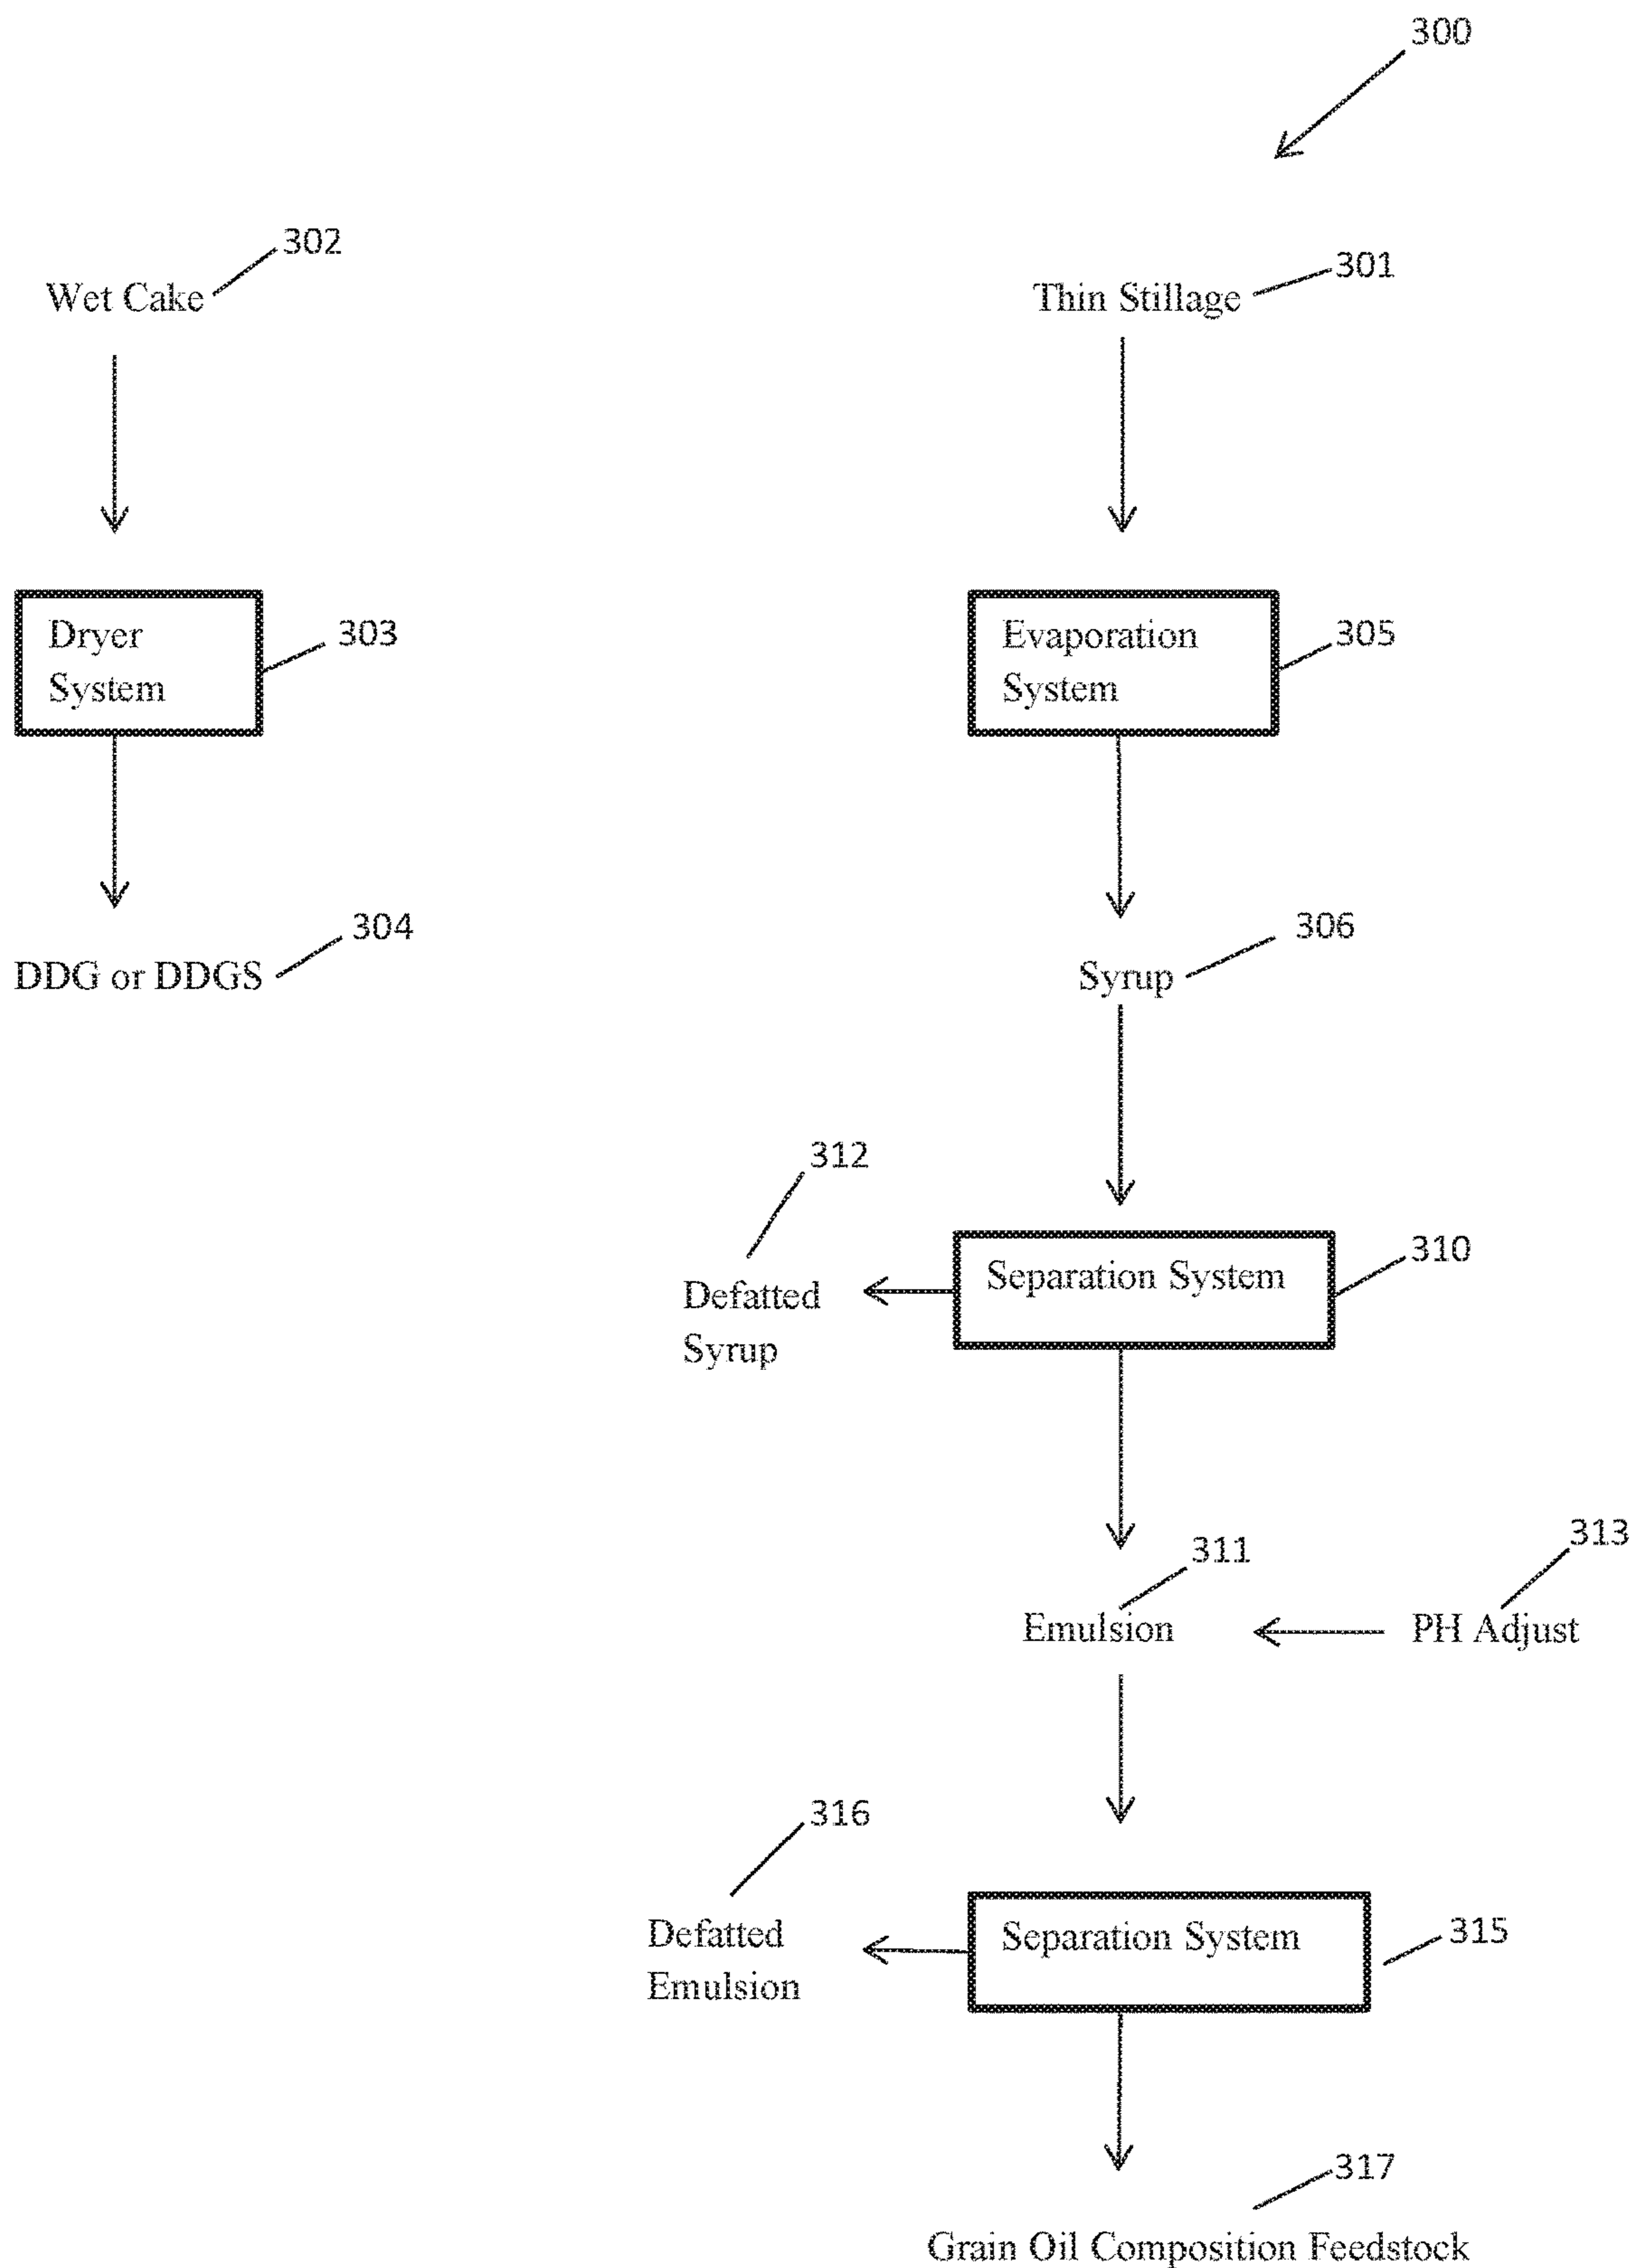 300
302
Wet Cake
301
Thin Stillage
Dryer
System
303
Evaporation
System
305
304
DDG or DDGS
306
Syrup
312
Defatted
Syrup
Separation System
310
311
Emulsion
313
PH Adjust
316
Defatted
Emulsion
Separation System
315
317
Grain Oil Composition Feedstock